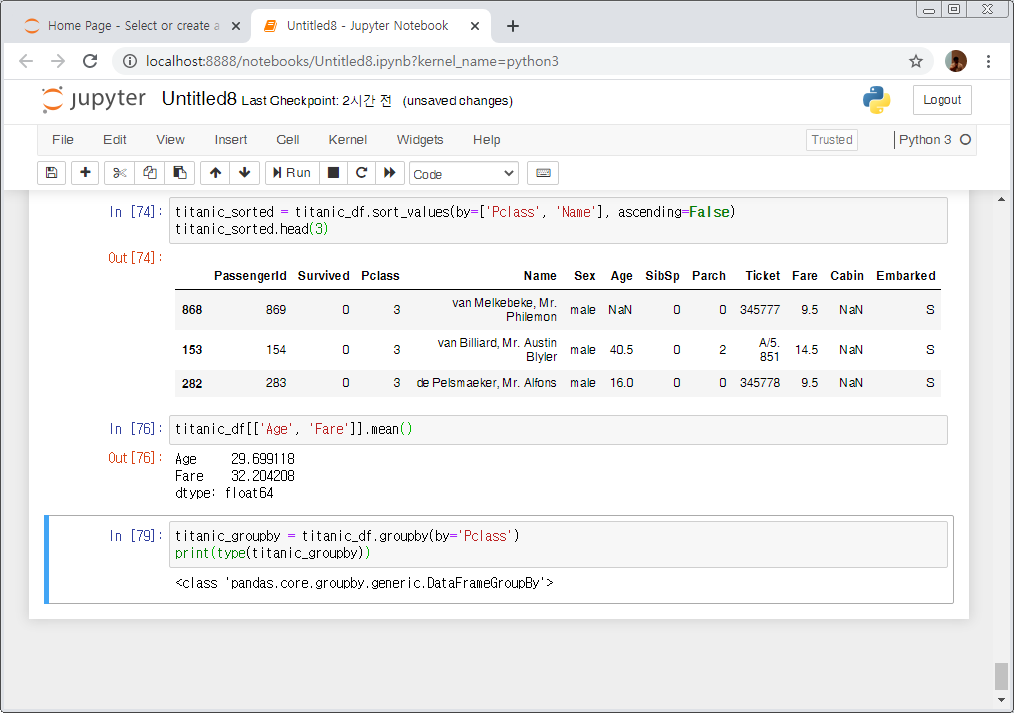 Home Page - Select or create a
Untitled8 - Jupyter Notebook
localhost:8888/notebooks/Untitled8.ipynb?kernel_name=python3
jupyter Untitled8 Last Checkpoint: 2시간 전 (unsaved changes)
Logout
File Edit View Insert Cell Kernel Widgets Help Trusted Python 3
Run Code
In [74]: titanic_sorted = titanic_df.sort_values(by=['Pclass', 'Name'], ascending=False)
titanic_sorted.head(3)
Out[74]:
PassengerId Survived Pclass Name Sex Age SibSp Parch Ticket Fare Cabin Embarked
868 869 0 3 van Melkebeke, Mr. Philemon male NaN 0 0 345777 9.5 NaN S
153 154 0 3 van Billiard, Mr. Austin Blyler male 40.5 0 2 A/5. 851 14.5 NaN S
282 283 0 3 de Pelsmaeker, Mr. Alfons male 16.0 0 0 345778 9.5 NaN S
In [76]: titanic_df[['Age', 'Fare']].mean()
Out[76]: Age 29.699118
Fare 32.204208
dtype: float64
In [79]: titanic_groupby = titanic_df.groupby(by='Pclass')
print(type(titanic_groupby))
<class 'pandas.core.groupby.generic.DataFrameGroupBy'>